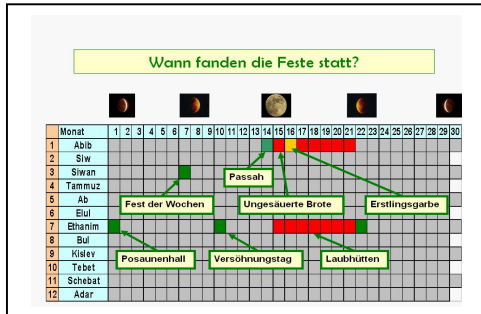 Wann fanden die Feste statt?
Monat 1 2 3 4 5 6 7 8 9 10 11 12 13 14 15 16 17 18 19 20 21 22 23 24 25 26 27 28 29 30
1 Abib
2 Siw
3 Siwan
Passah
4 Tammuz
5 Ab
Fest der Wochen Ungesäuerte Brote Erstlingsgarbe
6 Elul
7 Ethanim
8 Bul
9 Kislev
Posaunenhall Versöhnungstag Laubhütten
10 Tebet
11 Schebat
12 Adar